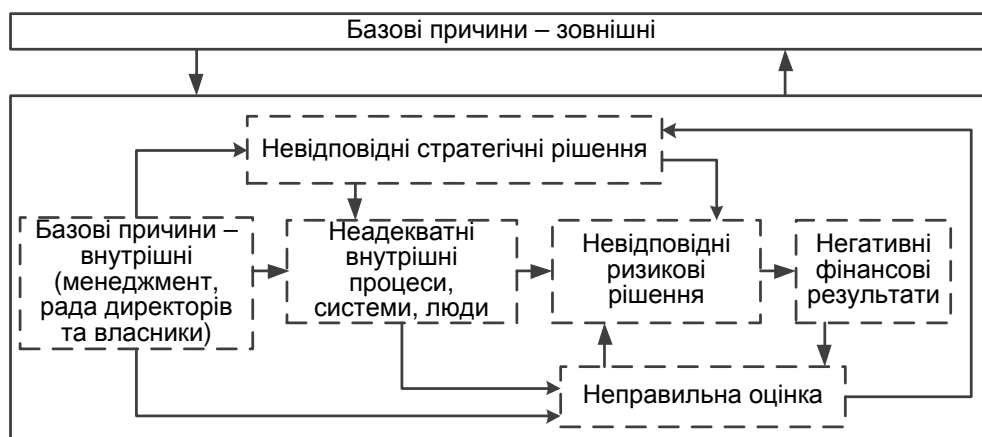 Базові причини – зовнішні
Невідповідні стратегічні рішення
Базові причини –
внутрішні
(менеджмент,
рада директорів
та власники)
Неадекватні
внутрішні
процеси,
системи, люди
Невідповідні
ризикові
рішення
Негативні
фінансові
результати
Неправильна оцінка